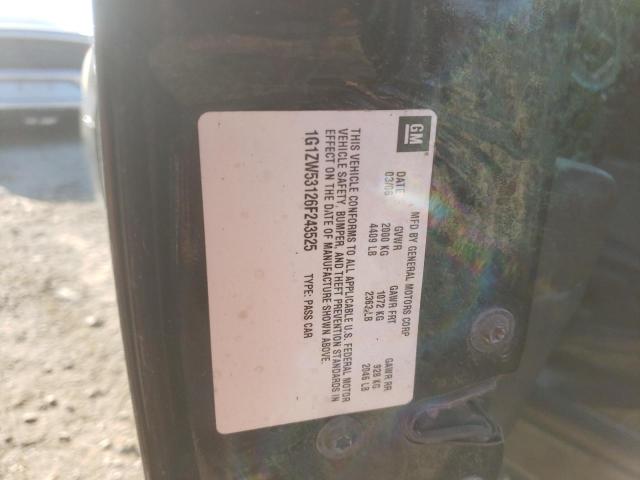 GM
MFD BY GENERAL MOTORS CORP
DATE GVWR GAWR FRT GAWR RR
03/06 2000 KG 1072 KG 928 KG
4409 LB 2363 LB 2046 LB
THIS VEHICLE CONFORMS TO ALL APPLICABLE U.S. FEDERAL MOTOR
VEHICLE SAFETY, BUMPER, AND THEFT PREVENTION STANDARDS IN
EFFECT ON THE DATE OF MANUFACTURE SHOWN ABOVE.
1G1ZW53126F243525 TYPE: PASS CAR